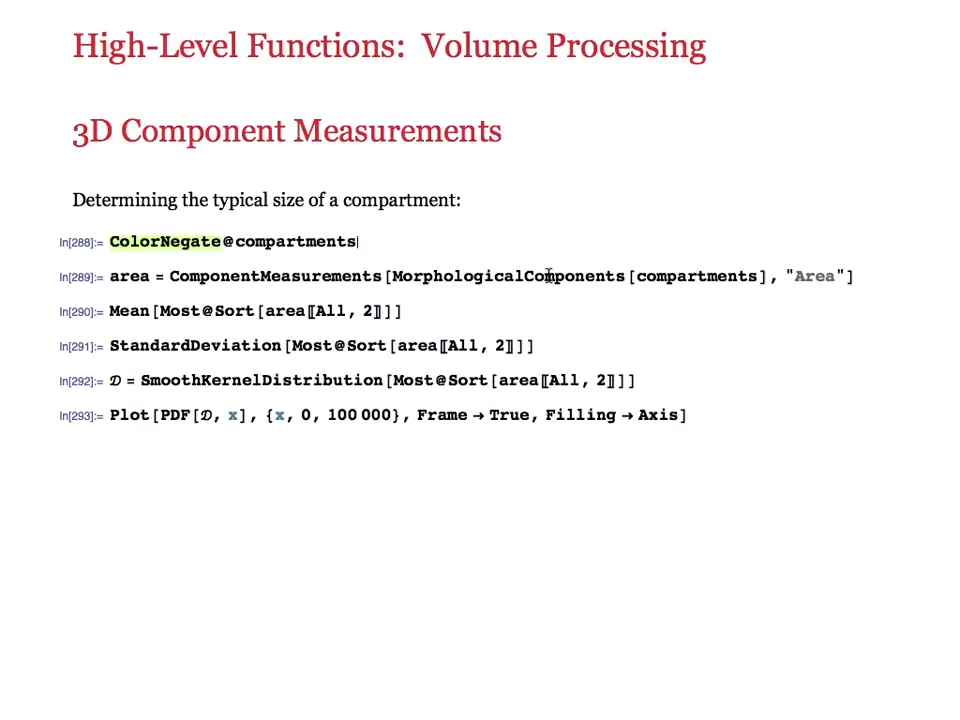 High-Level Functions: Volume Processing
3D Component Measurements
Determining the typical size of a compartment:
In[288]:= ColorNegate@compartments
In[289]:= area = ComponentMeasurements[MorphologicalComponents[compartments], "Area"]
In[290]:= Mean[Most@Sort[area〚All, 2〛]]
In[291]:= StandardDeviation[Most@Sort[area〚All, 2〛]]
In[292]:= 𝒟 = SmoothKernelDistribution[Most@Sort[area〚All, 2〛]]
In[293]:= Plot[PDF[𝒟, x], {x, 0, 100 000}, Frame → True, Filling → Axis]